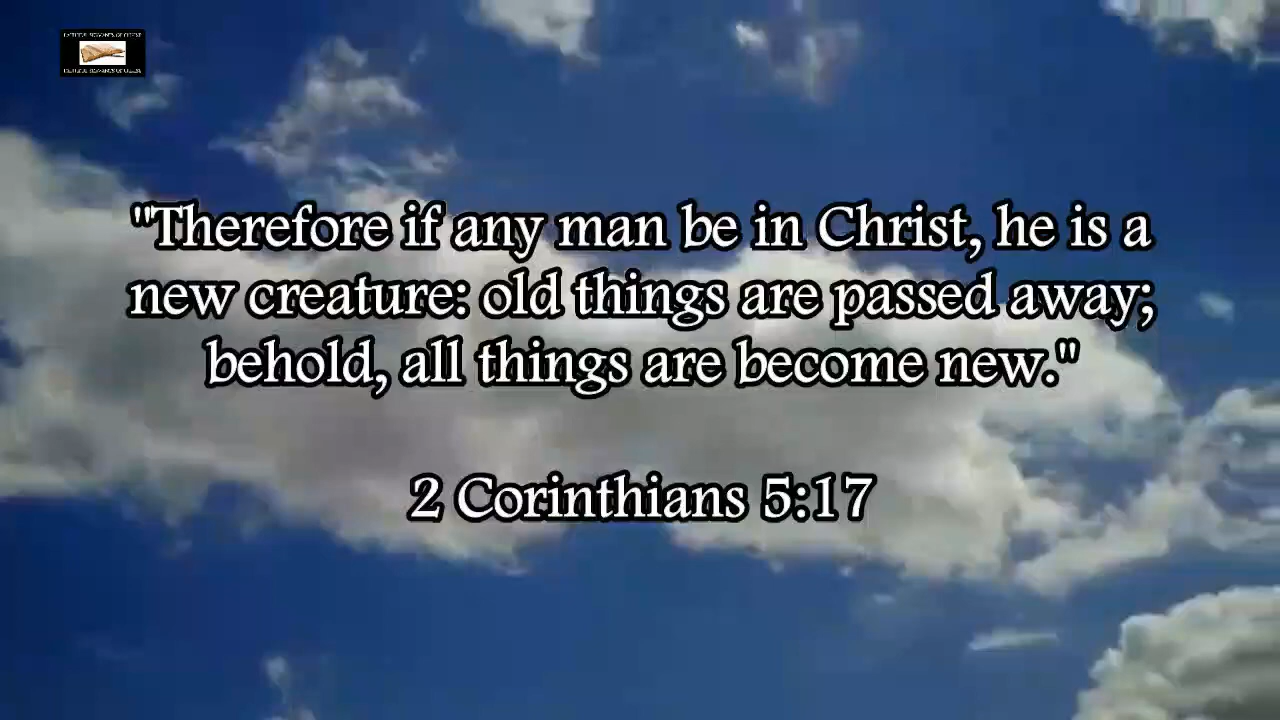 "Therefore if any man be in Christ, he is a
new creature: old things are passed away;
behold, all things are become new."
2 Corinthians 5:17